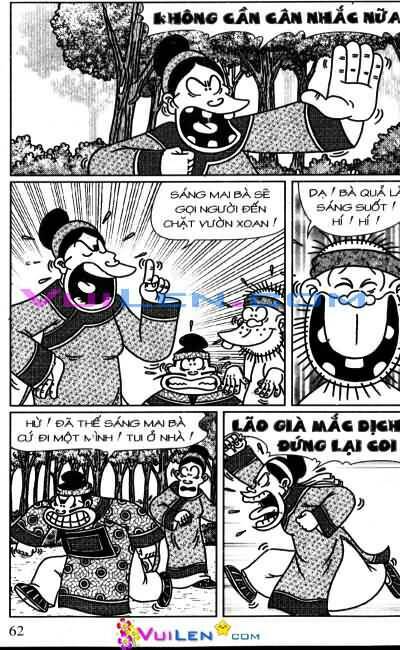 KHÔNG CẦN CÂN NHẮC NỮA
SÁNG MAI BÀ SẼ
GỌI NGƯỜI ĐẾN
CHẶT VƯỜN XOAN!
DẠ! BÀ QUẢ LÀ
SÁNG SUỐT!
HÍ! HÍ!
VuiLen.com
HỪ! ĐÃ THẾ SÁNG MAI BÀ
CỨ ĐI MỘT MÌNH! TUI Ở NHÀ!
LÃO GIÀ MẮC DỊCH
ĐỨNG LẠI COI
62
VuiLen.com